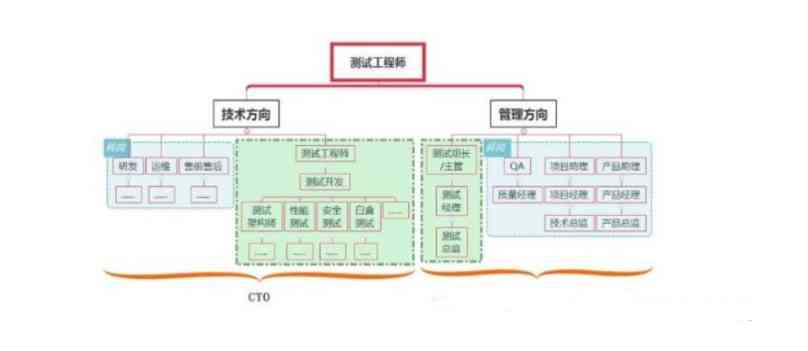 测试工程师
技术方向
管理方向
转岗
研发
运维
售前售后
......
......
......
测试工程师
测试开发
测试
架构师
性能
测试
安全
测试
白盒
测试
......
......
......
......
......
测试组长
/主管
测试
经理
测试
总监
转岗
QA
项目助理
产品助理
质量经理
项目经理
产品经理
技术总监
产品总监
CTO